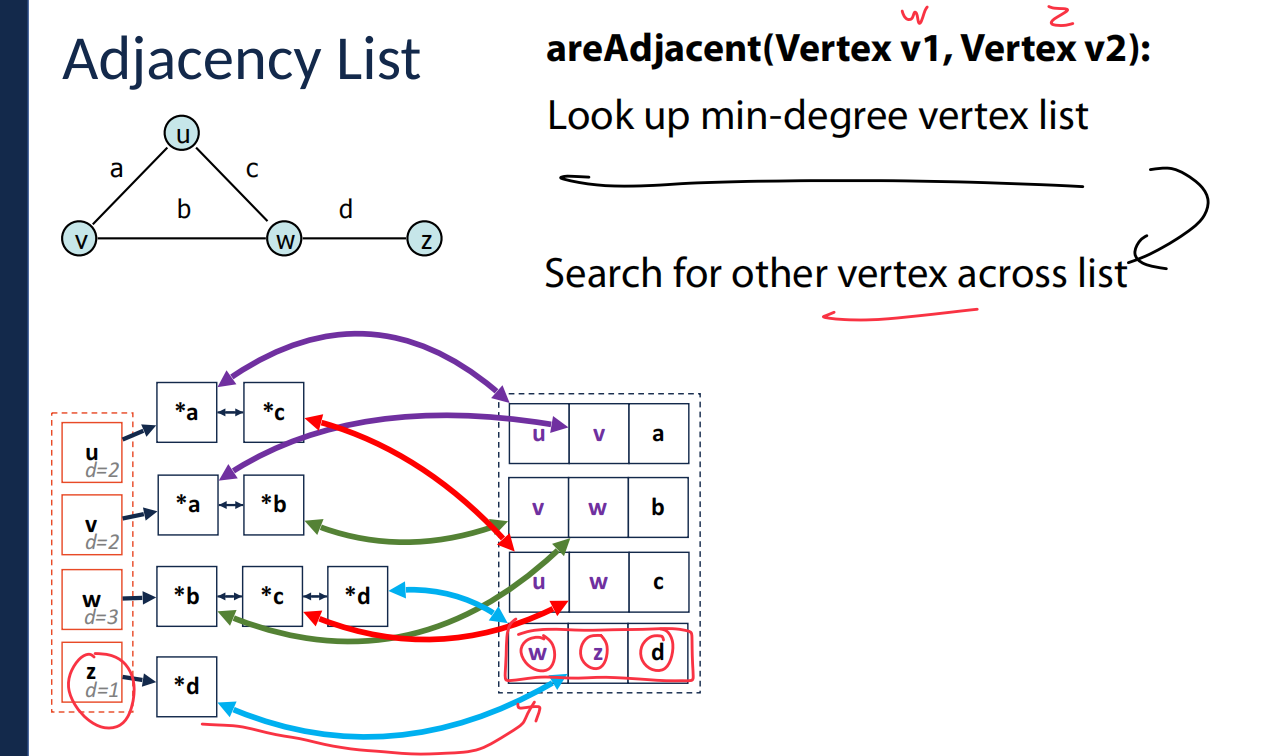 w z
Adjacency List
areAdjacent(Vertex v1, Vertex v2):
Look up min-degree vertex list
Search for other vertex across list
u
a c
b d
v w z
*a *c
u
d=2
*a *b
v
d=2
*b *c *d
w
d=3
*d
z
d=1
u v a
v w b
u w c
w z d